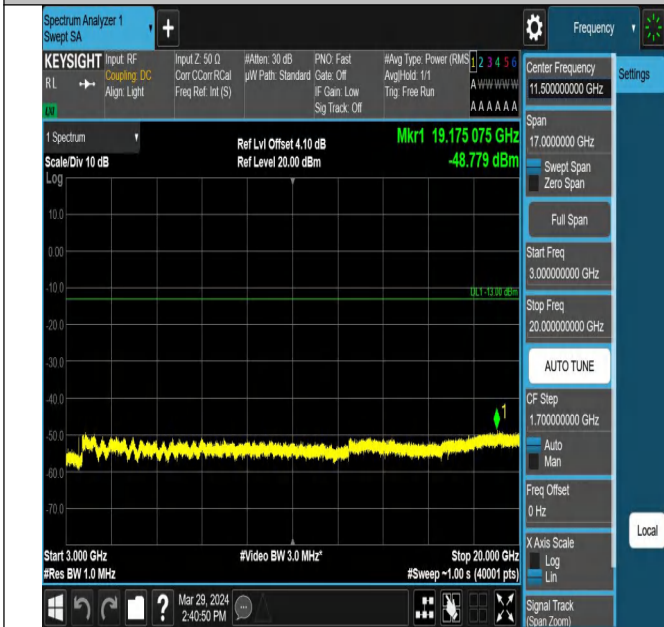 Spectrum Analyzer 1
Swept SA
+
Frequency
KEYSIGHT
RL
LXI
Input: RF
Coupling: DC
Align: Light
Input Z: 50 Ω
Corr CCorr RCal
Freq Ref: Int (S)
#Atten: 30 dB
µW Path: Standard
PNO: Fast
Gate: Off
IF Gain: Low
Sig Track: Off
#Avg Type: Power (RMS
Avg|Hold: 1/1
Trig: Free Run
1 2 3 4 5 6
A W W W W W
A A A A A A
1 Spectrum
Scale/Div 10 dB
Log
Ref Lvl Offset 4.10 dB
Ref Level 20.00 dBm
Mkr1 19.175 075 GHz
-48.779 dBm
10.0
0.00
-10.0
DL1 -13.00 dBm
-20.0
-30.0
-40.0
1
-50.0
-60.0
-70.0
Start 3.000 GHz
#Res BW 1.0 MHz
#Video BW 3.0 MHz*
Stop 20.000 GHz
#Sweep ~1.00 s (40001 pts)
?
Mar 29, 2024
2:40:50 PM
Center Frequency
11.500000000 GHz
Settings
Span
17.0000000 GHz
Swept Span
Zero Span
Full Span
Start Freq
3.000000000 GHz
Stop Freq
20.000000000 GHz
AUTO TUNE
CF Step
1.700000000 GHz
Auto
Man
Freq Offset
0 Hz
Local
X Axis Scale
Log
Lin
Signal Track
(Span Zoom)